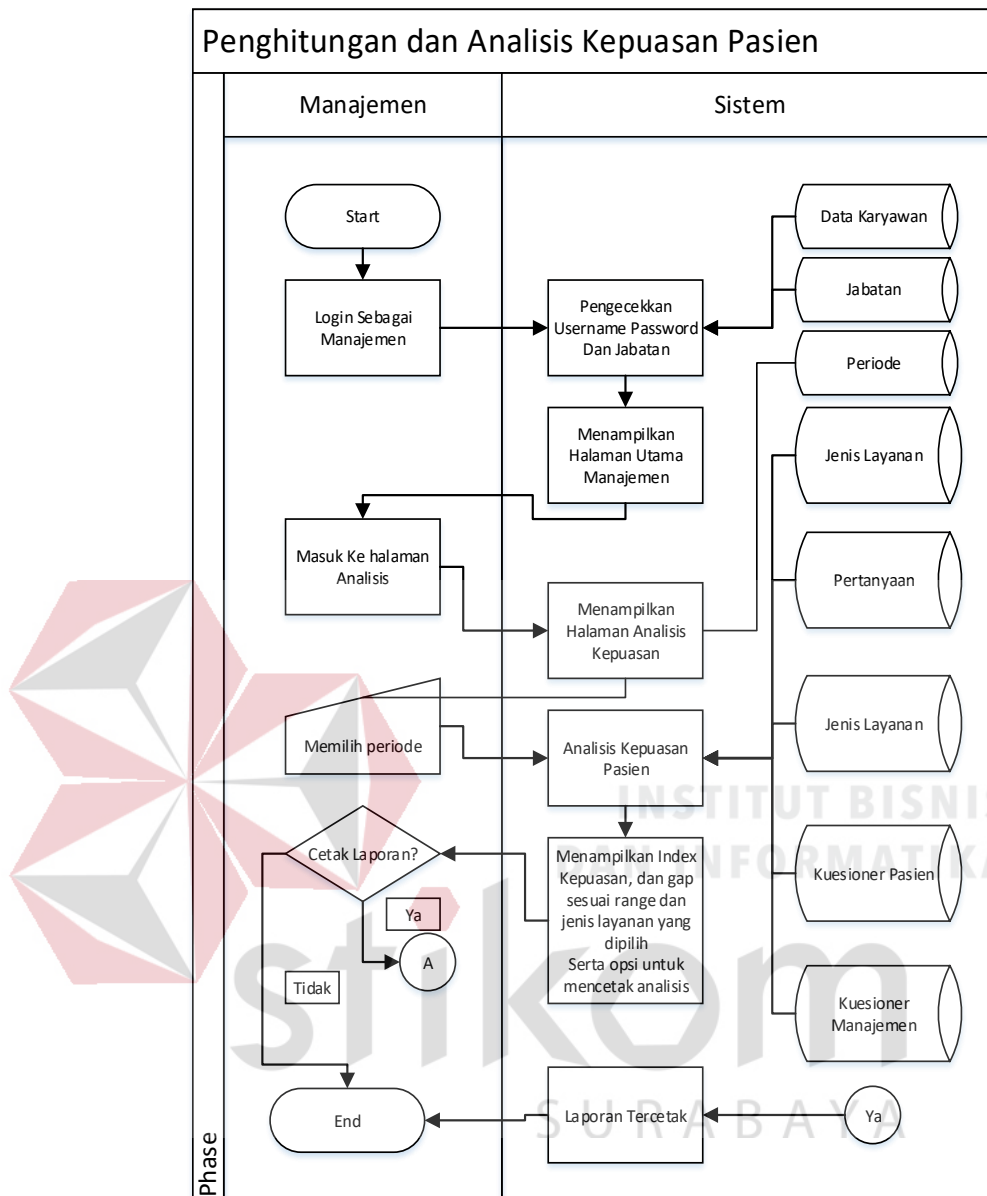 Penghitungan dan Analisis Kepuasan Pasien
Manajemen
Sistem
Start
Data Karyawan
Login Sebagai
Manajemen
Pengecekkan
Username Password
Dan Jabatan
Jabatan
Periode
Menampilkan
Halaman Utama
Manajemen
Jenis Layanan
Masuk Ke halaman
Analisis
Pertanyaan
Menampilkan
Halaman Analisis
Kepuasan
Memilih periode
Analisis Kepuasan
Pasien
Jenis Layanan
INSTITUT BISNIS
DAN INFORMATIKA
Cetak Laporan?
Menampilkan Index
Kepuasan, dan gap
sesuai range dan
jenis layanan yang
dipilih
Serta opsi untuk
mencetak analisis
Kuesioner Pasien
Ya
A
Tidak
stikom
Kuesioner
Manajemen
End
Laporan Tercetak
Ya
SURABAYA
Phase